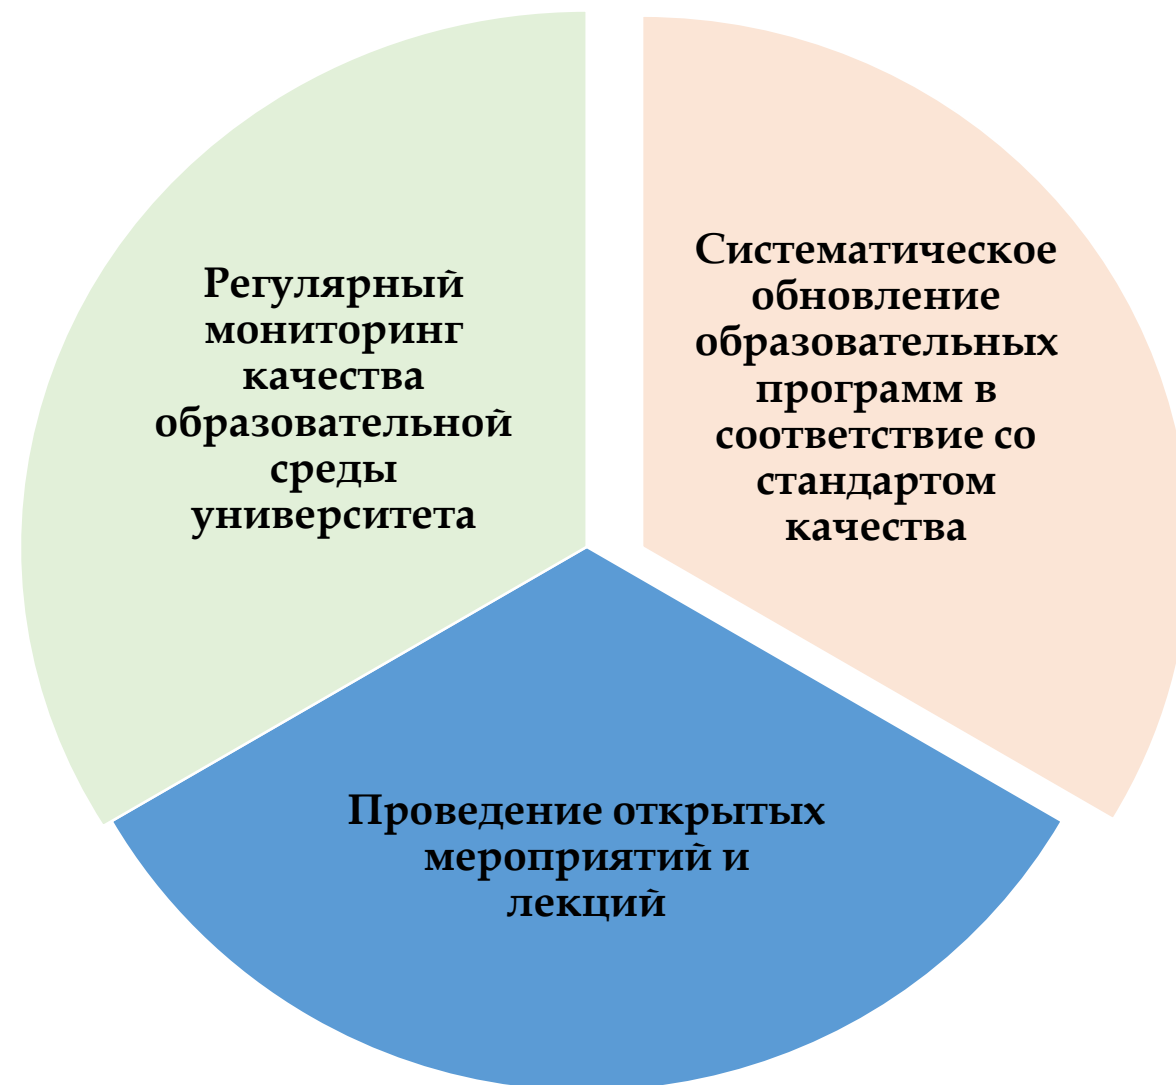 Регулярный
мониторинг
качества
образовательной
среды
университета
Систематическое
обновление
образовательных
программ в
соответствие со
стандартом
качества
Проведение открытых
мероприятий и
лекций